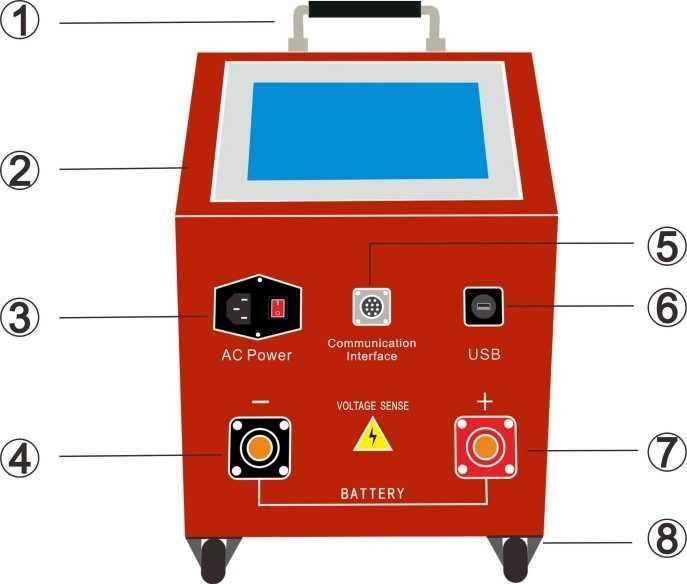 ①
②
⑤
③
⑥
AC Power
Communication
Interface
USB
−
VOLTAGE SENSE
+
④
⑦
BATTERY
⑧